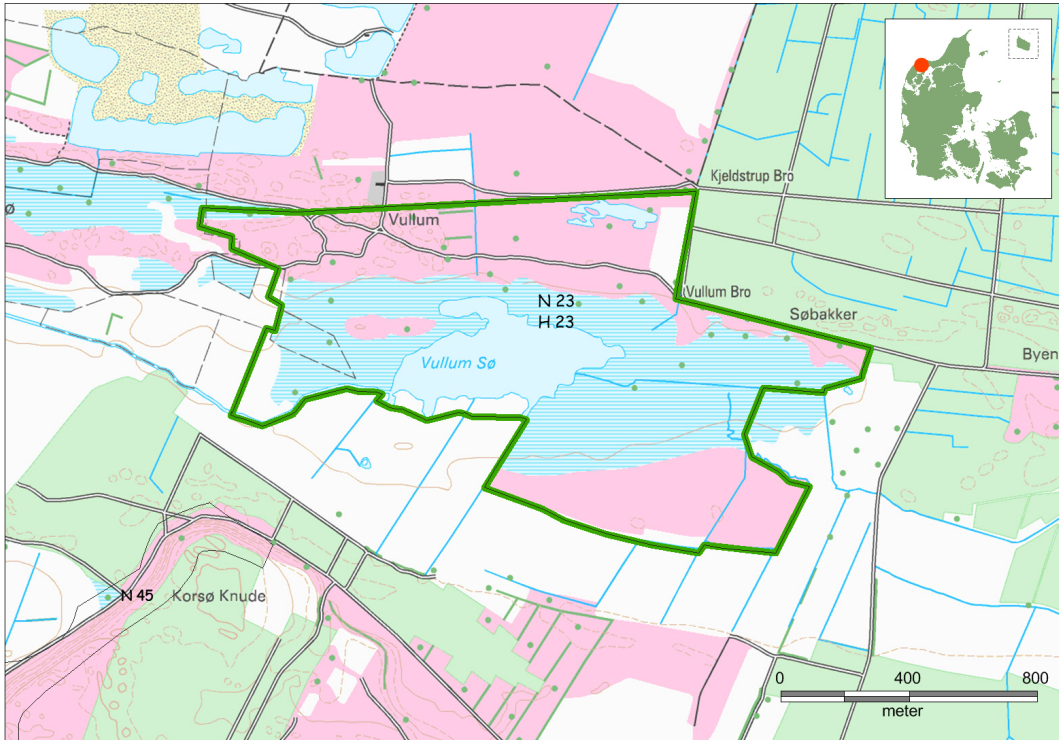 Kjeldstrup Bro
ø
Vullum
Vullum Bro
N 23
H 23
Søbakker
Byen
Vullum Sø
N 45
Korsø Knude
0 400 800
meter